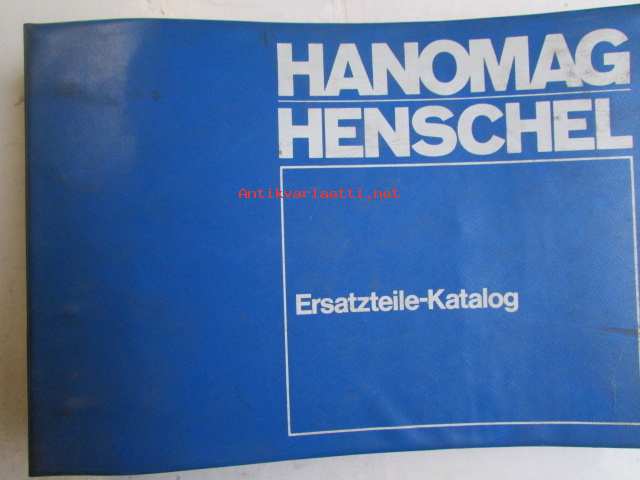 HANOMAG
HENSCHEL
Antikvariaatti.net
Ersatzteile-Katalog